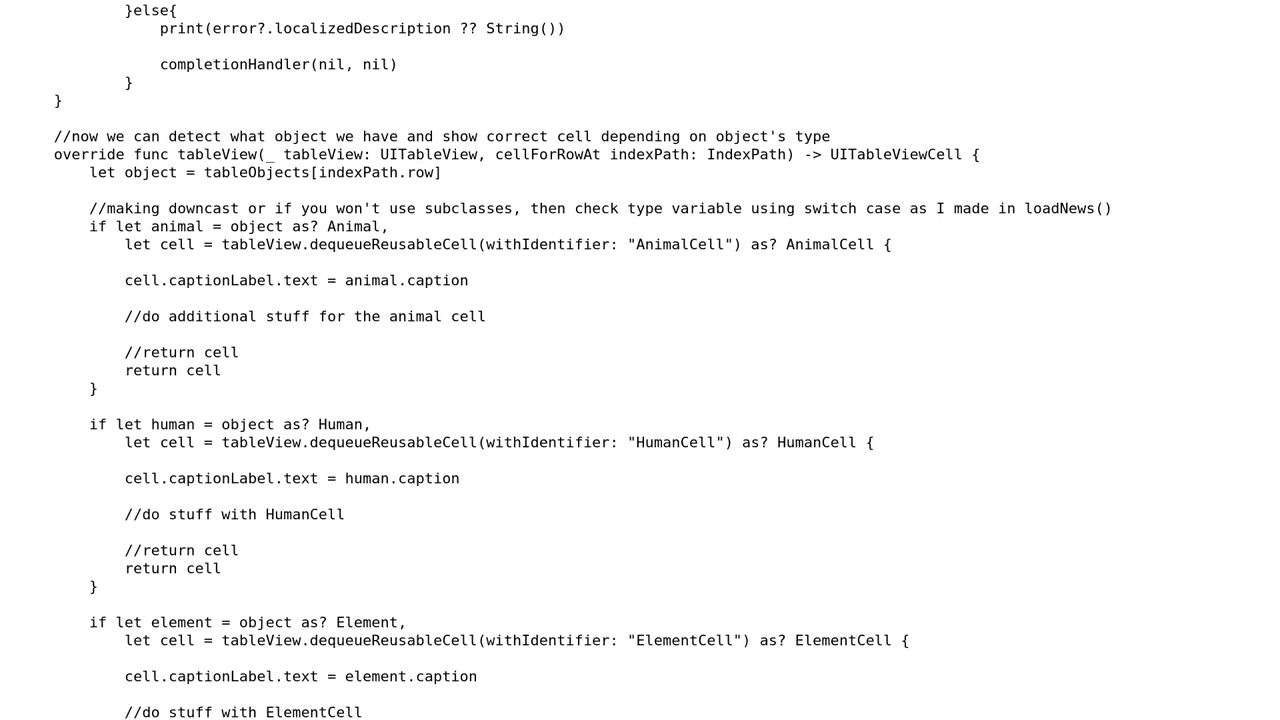 }else{
print(error?.localizedDescription ?? String())
completionHandler(nil, nil)
}
}
//now we can detect what object we have and show correct cell depending on object's type
override func tableView(_ tableView: UITableView, cellForRowAt indexPath: IndexPath) -> UITableViewCell {
let object = tableObjects[indexPath.row]
//making downcast or if you won't use subclasses, then check type variable using switch case as I made in loadNews()
if let animal = object as? Animal,
let cell = tableView.dequeueReusableCell(withIdentifier: "AnimalCell") as? AnimalCell {
cell.captionLabel.text = animal.caption
//do additional stuff for the animal cell
//return cell
return cell
}
if let human = object as? Human,
let cell = tableView.dequeueReusableCell(withIdentifier: "HumanCell") as? HumanCell {
cell.captionLabel.text = human.caption
//do stuff with HumanCell
//return cell
return cell
}
if let element = object as? Element,
let cell = tableView.dequeueReusableCell(withIdentifier: "ElementCell") as? ElementCell {
cell.captionLabel.text = element.caption
//do stuff with ElementCell